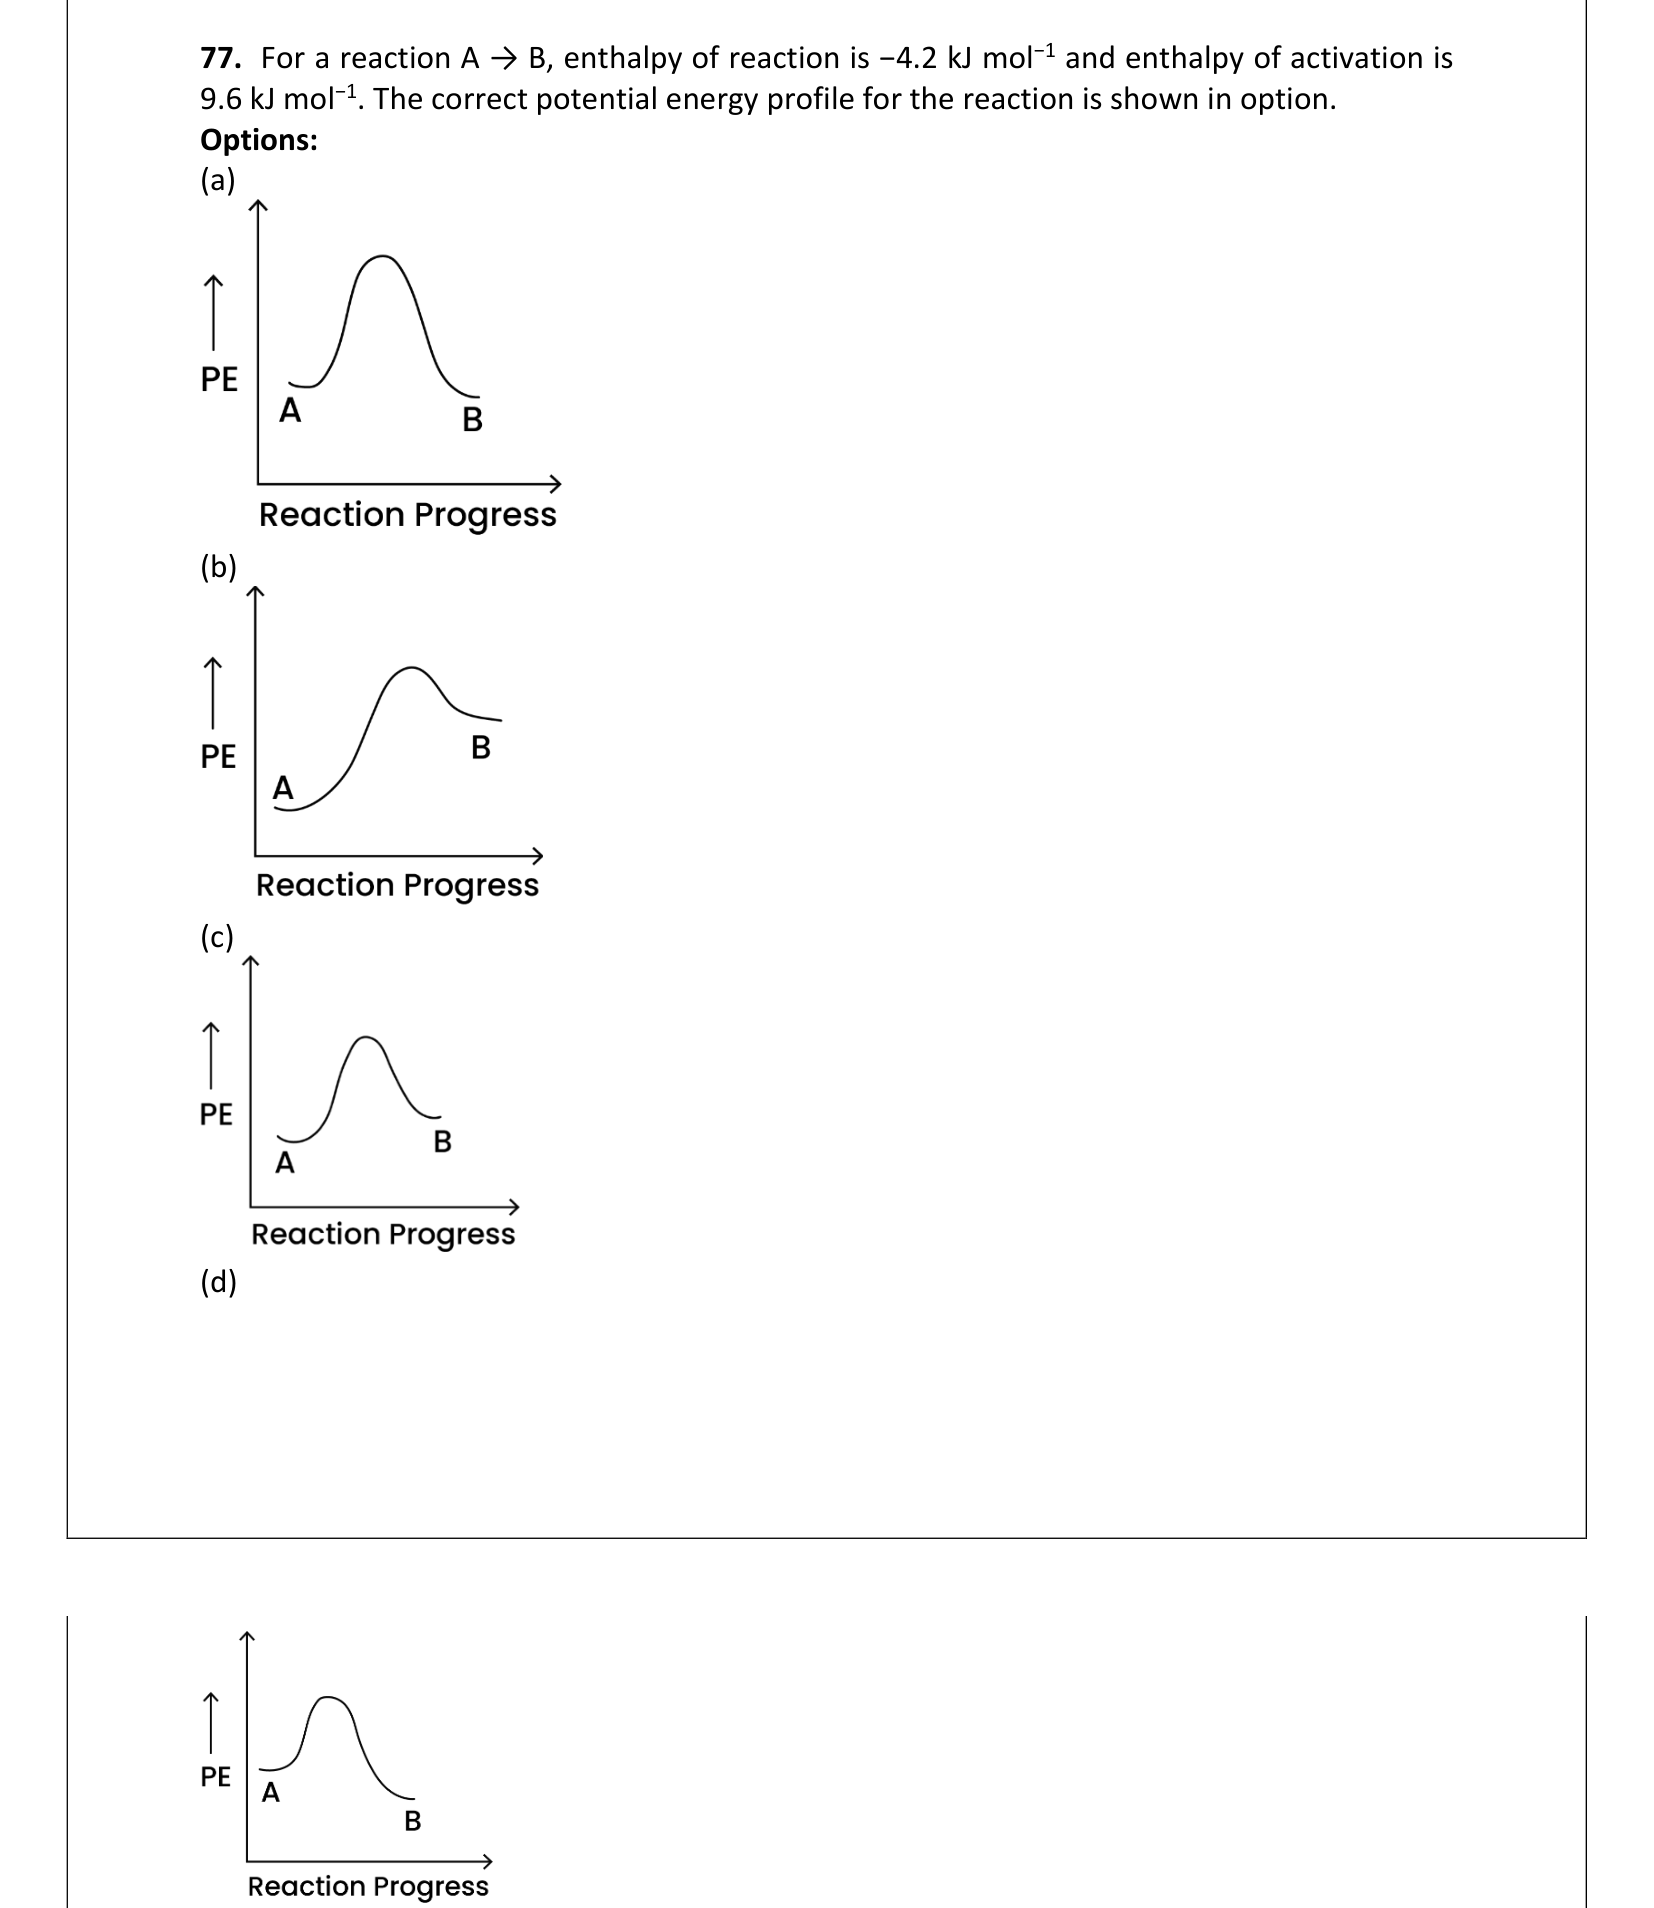 77. For a reaction A → B, enthalpy of reaction is −4.2 kJ mol⁻¹ and enthalpy of activation is
9.6 kJ mol⁻¹. The correct potential energy profile for the reaction is shown in option.
Options:
(a)
PE
A
B
Reaction Progress
(b)
PE
A
B
Reaction Progress
(c)
PE
A
B
Reaction Progress
(d)
PE
A
B
Reaction Progress